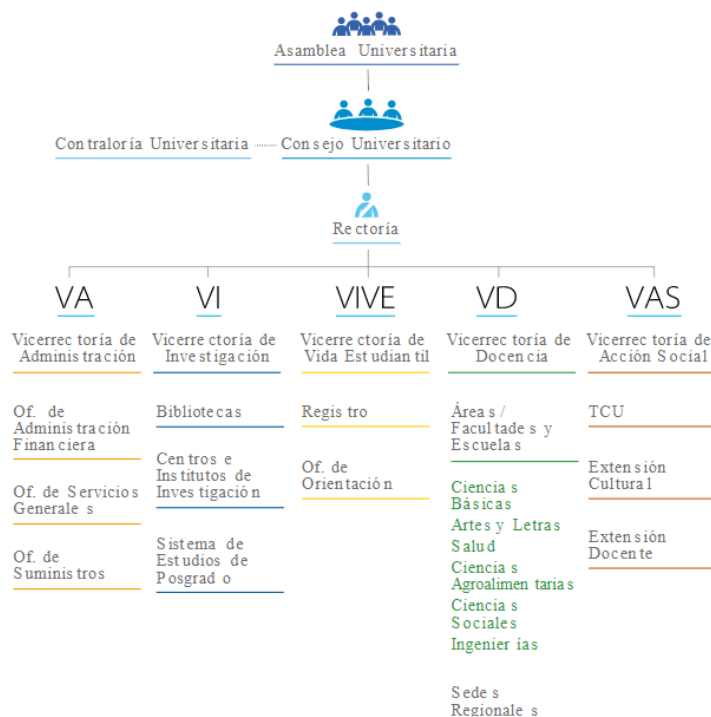 Asamblea Universitaria
Contraloría Universitaria
Consejo Universitario
Rectoría
VA
VI
VIVE
VD
VAS
Vicerrectoría de
Administración
Vicerrectoría de
Investigación
Vicerrectoría de
Vida Estudiantil
Vicerrectoría de
Docencia
Vicerrectoría de
Acción Social
Of. de
Administración
Financiera
Of. de Servicios
Generales
Of. de
Suministros
Bibliotecas
Centros e
Institutos de
Investigación
Sistema de
Estudios de
Posgrado
Registro
Of. de
Orientación
Áreas /
Facultades y
Escuelas
Ciencias
Básicas
Artes y Letras
Salud
Ciencias
Agroalimentarias
Ciencias
Sociales
Ingenierías
Sedes
Regionales
TCU
Extensión
Cultural
Extensión
Docente